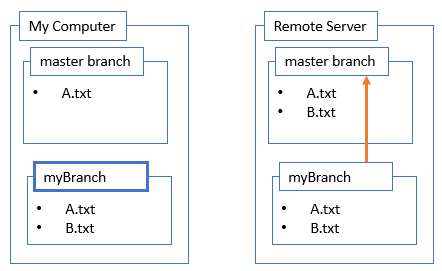 My Computer
master branch
• A.txt
myBranch
• A.txt
• B.txt
Remote Server
master branch
• A.txt
• B.txt
myBranch
• A.txt
• B.txt